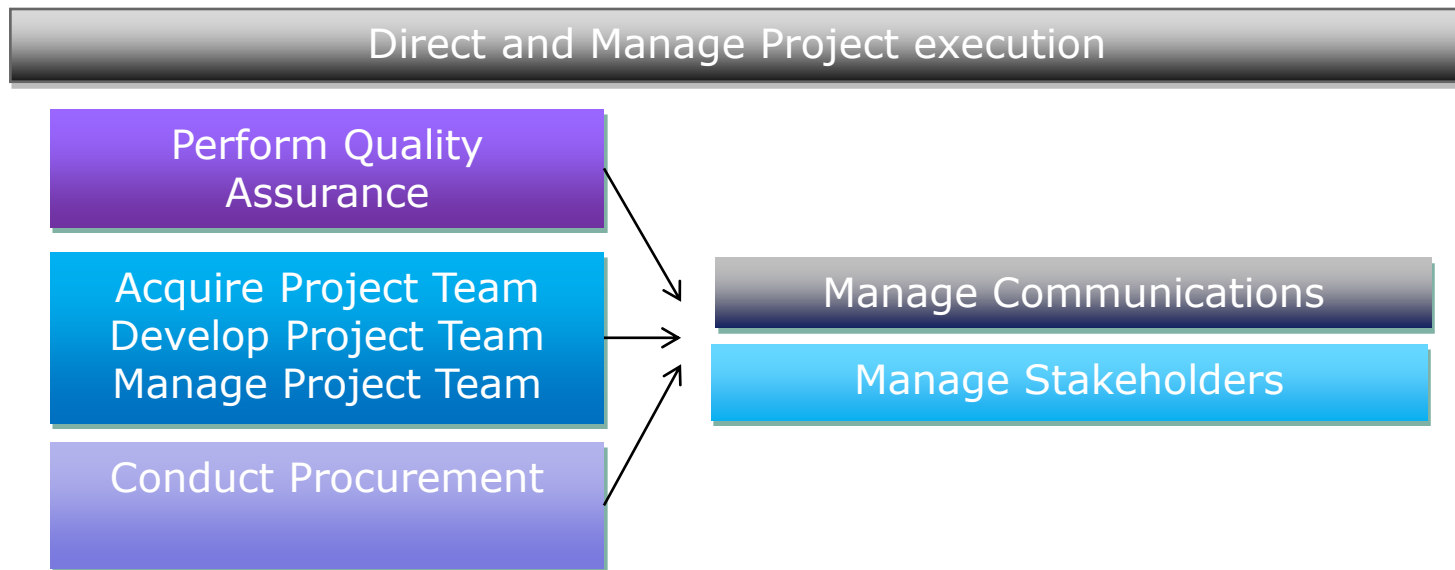 Direct and Manage Project execution
Perform Quality
Assurance
Acquire Project Team
Develop Project Team
Manage Project Team
Conduct Procurement
Manage Communications
Manage Stakeholders